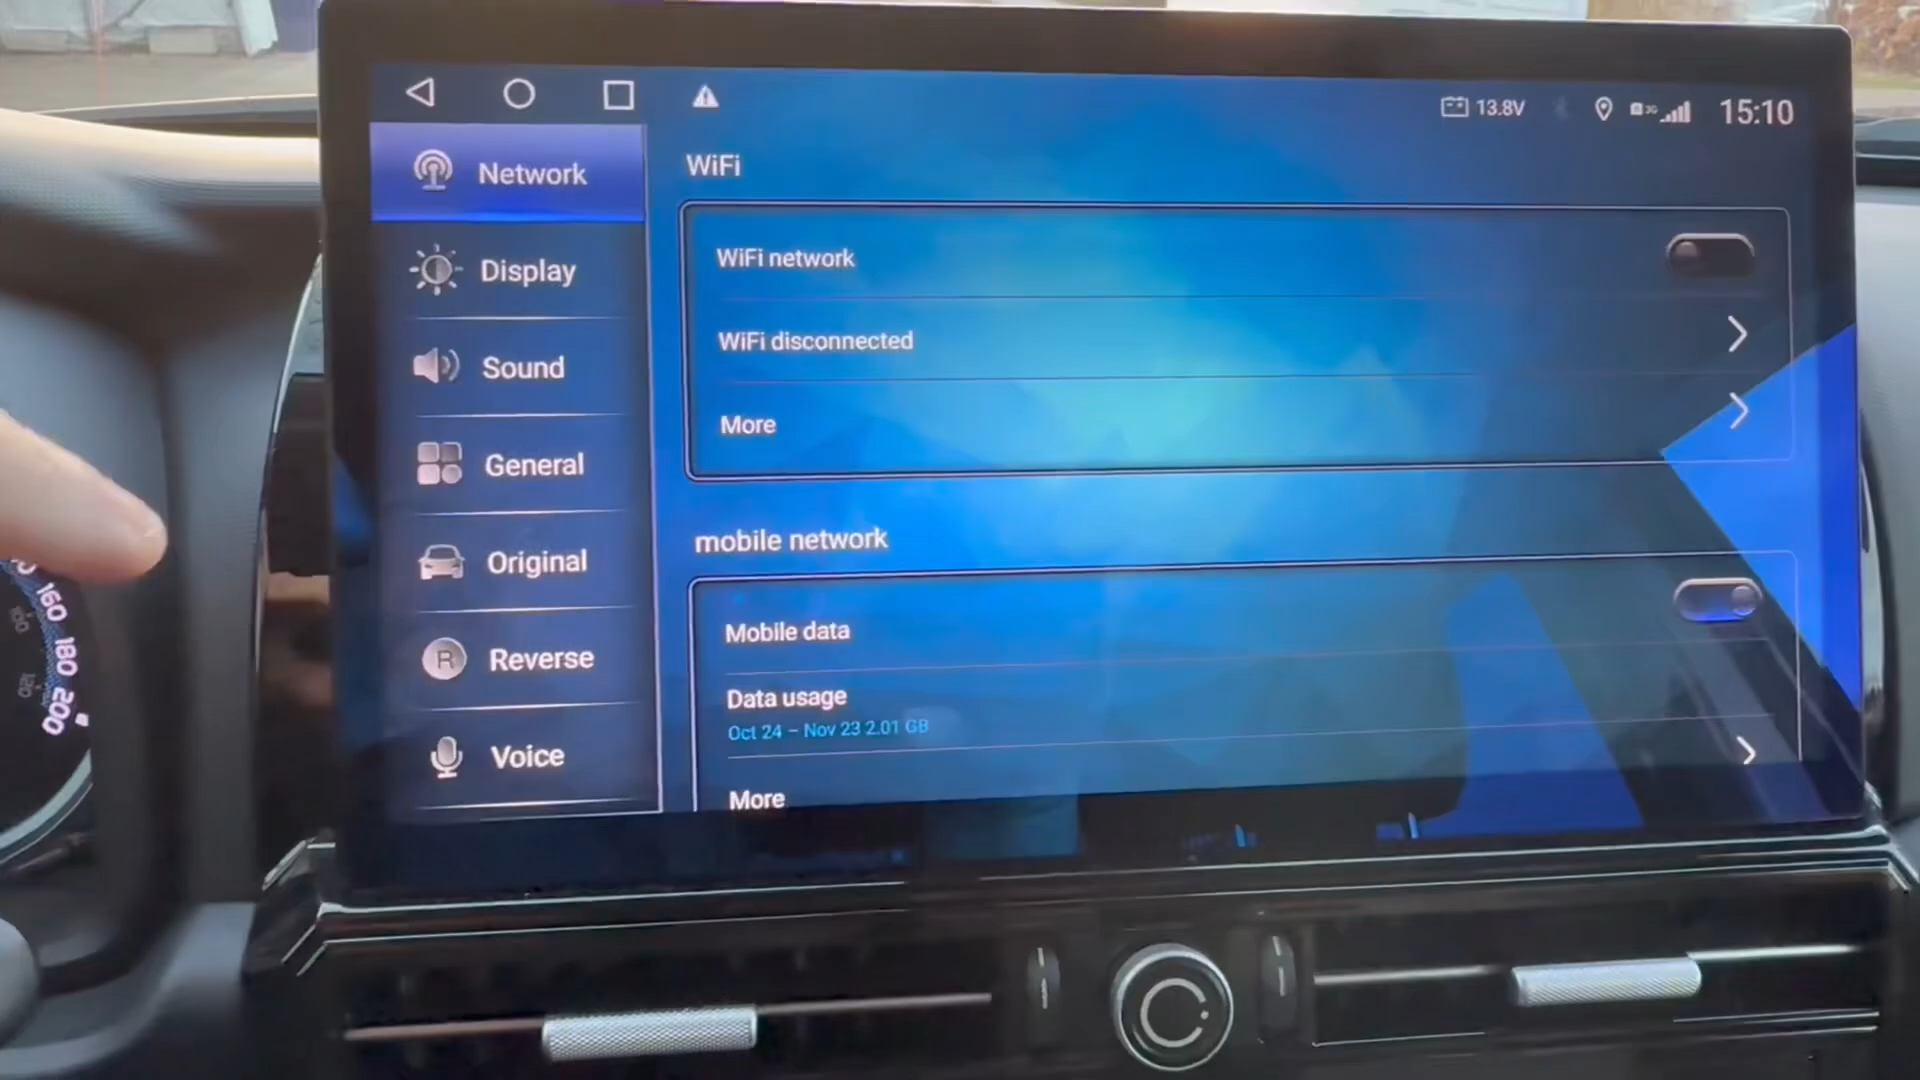 13.8V
3G
15:10
Network
Display
Sound
General
Original
R
Reverse
Voice
WiFi
WiFi network
WiFi disconnected
More
mobile network
Mobile data
Data usage
Oct 24 – Nov 23 2.01 GB
More
160
180
200